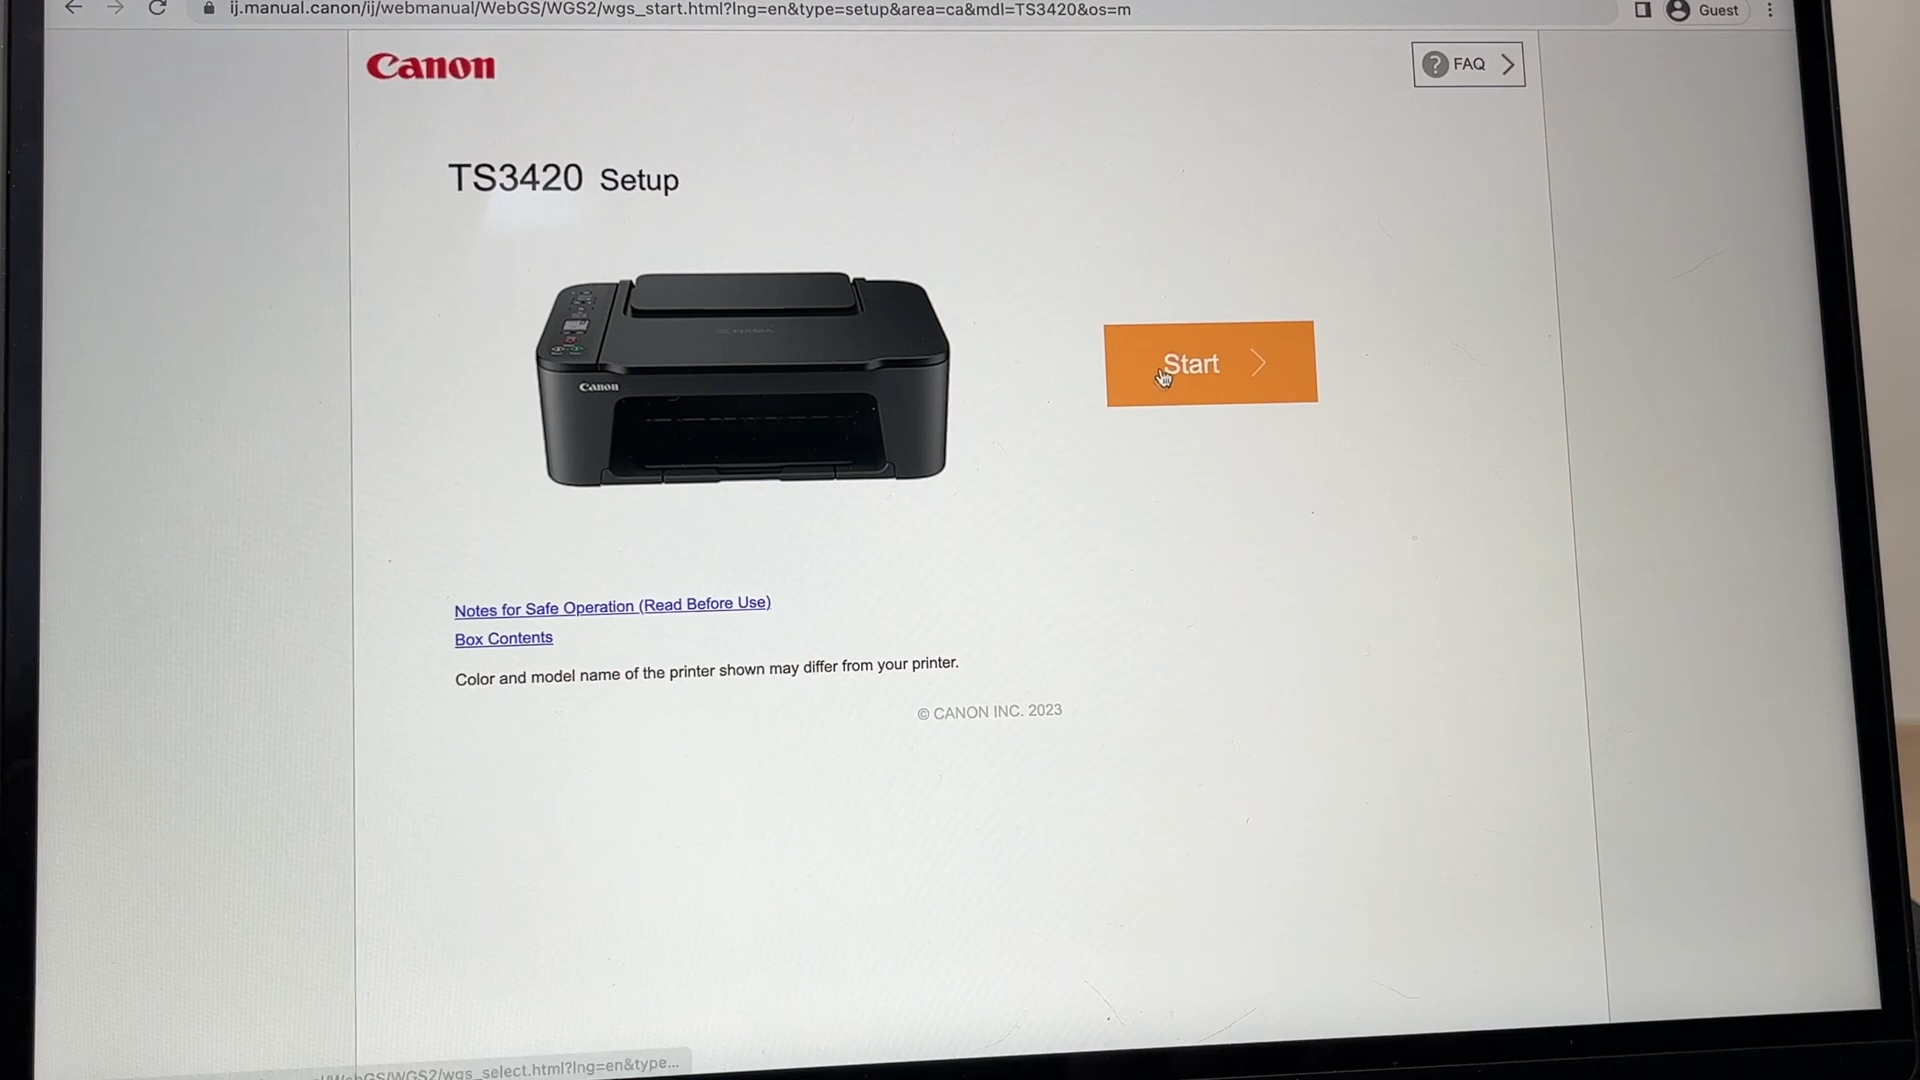 ij.manual.canon/ij/webmanual/WebGS/WGS2/wgs_start.html?lng=en&type=setup&area=ca&mdl=TS3420&os=m
Guest
Canon
FAQ
TS3420 Setup
Canon
Start
Notes for Safe Operation (Read Before Use)
Box Contents
Color and model name of the printer shown may differ from your printer.
© CANON INC. 2023
/WebGS/WGS2/wgs_select.html?lng=en&type...